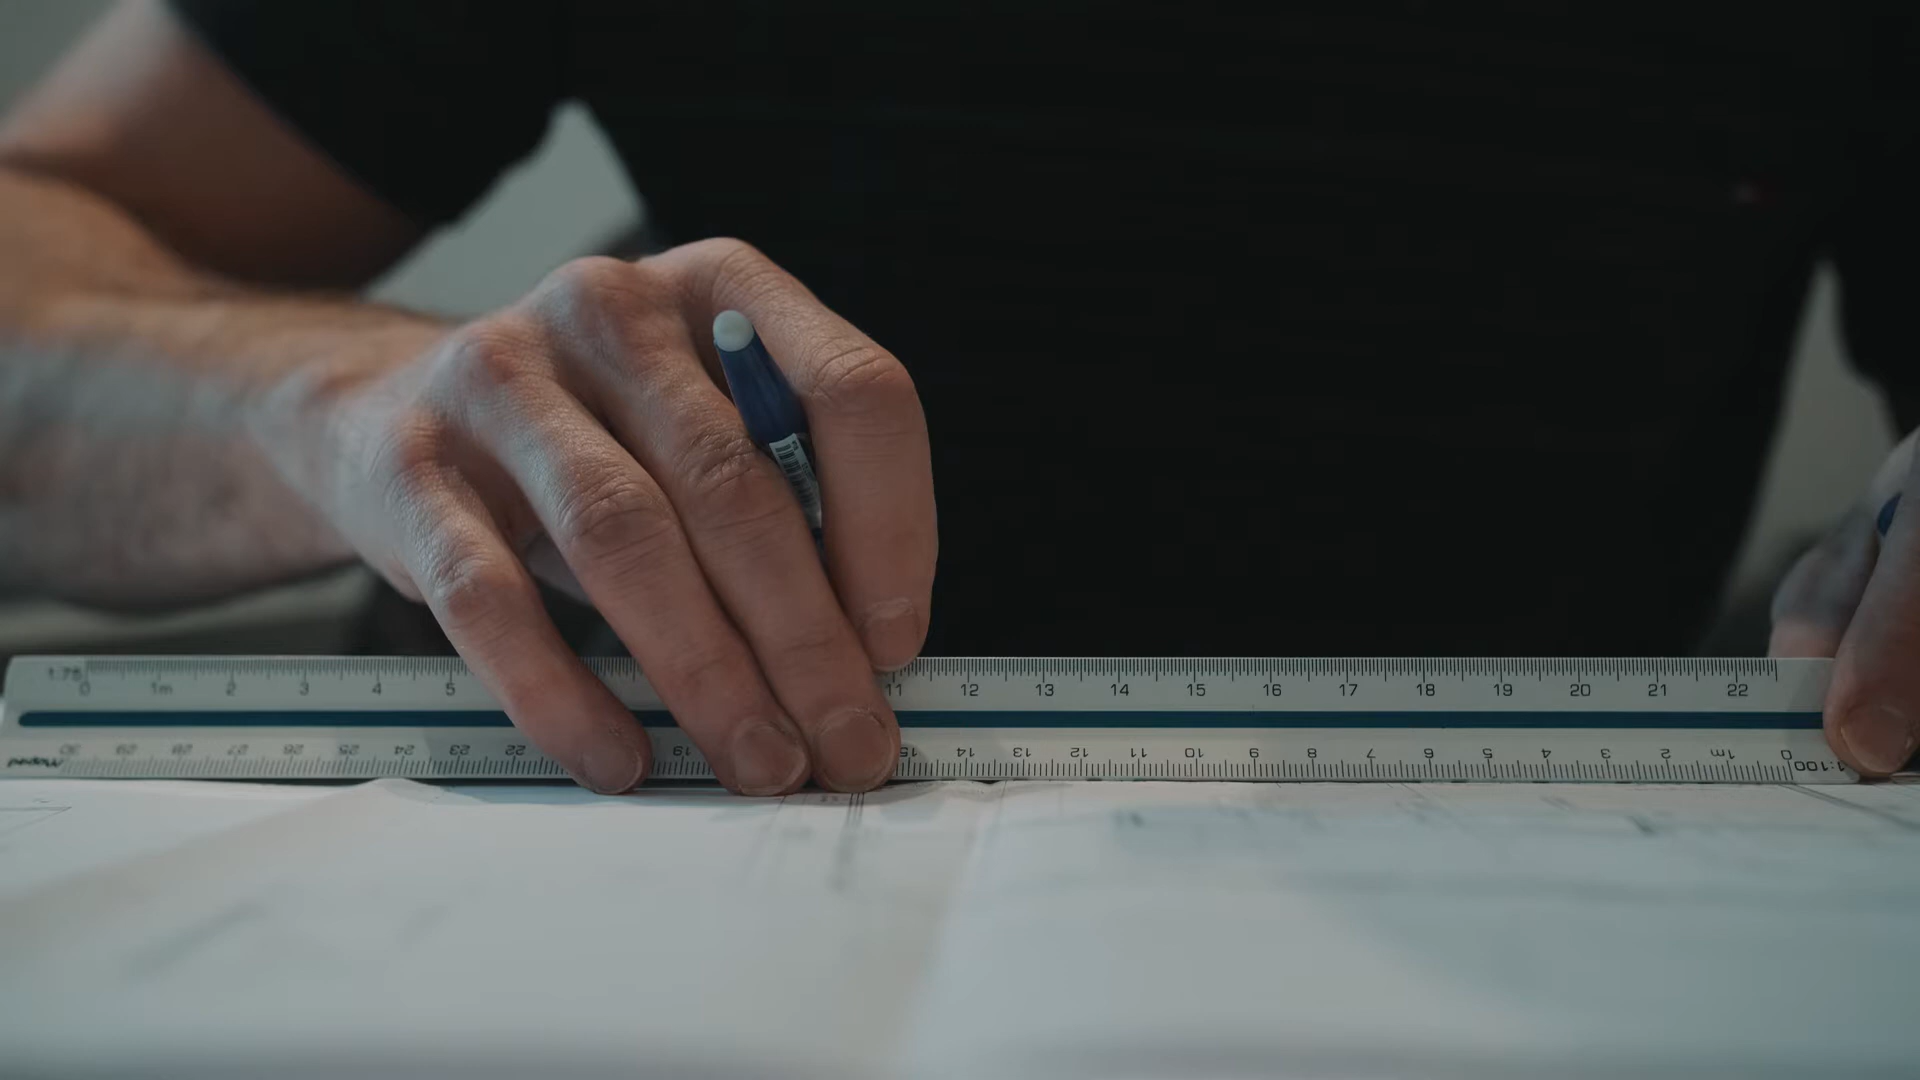 1:75
0 1m 2 3 4 5 11 12 13 14 15 16 17 18 19 20 21 22
30 29 28 27 26 25 24 23 22 19 15 14 13 12 11 10 9 8 7 6 5 4 3 2 1m 0 1:100
Maped